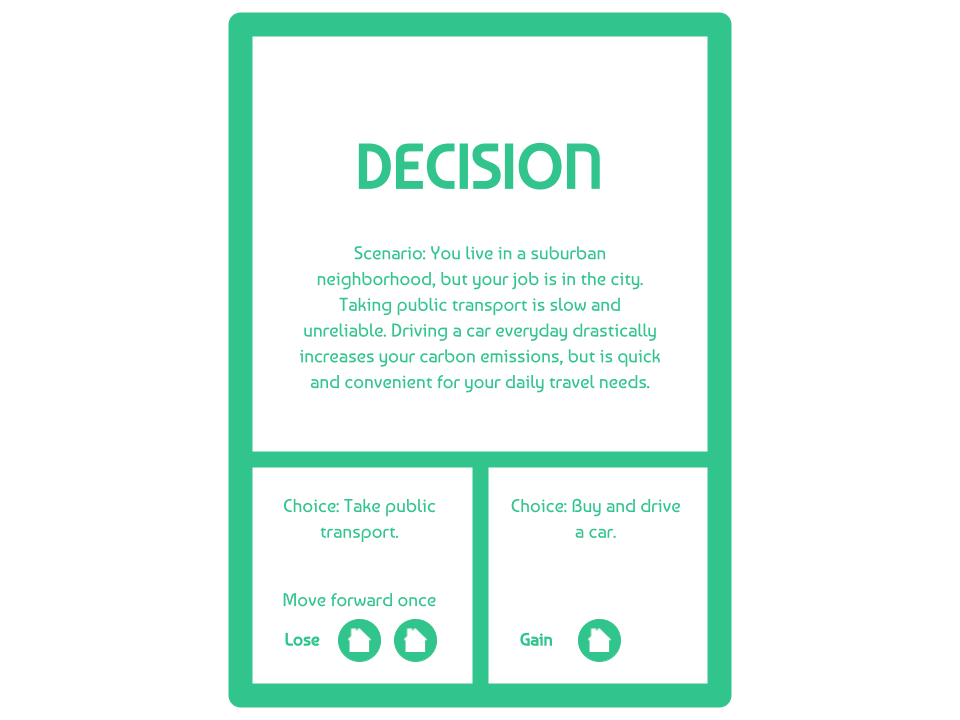 DECISION
Scenario: You live in a suburban
neighborhood, but your job is in the city.
Taking public transport is slow and
unreliable. Driving a car everyday drastically
increases your carbon emissions, but is quick
and convenient for your daily travel needs.
Choice: Take public
transport.
Move forward once
Lose
Choice: Buy and drive
a car.
Gain